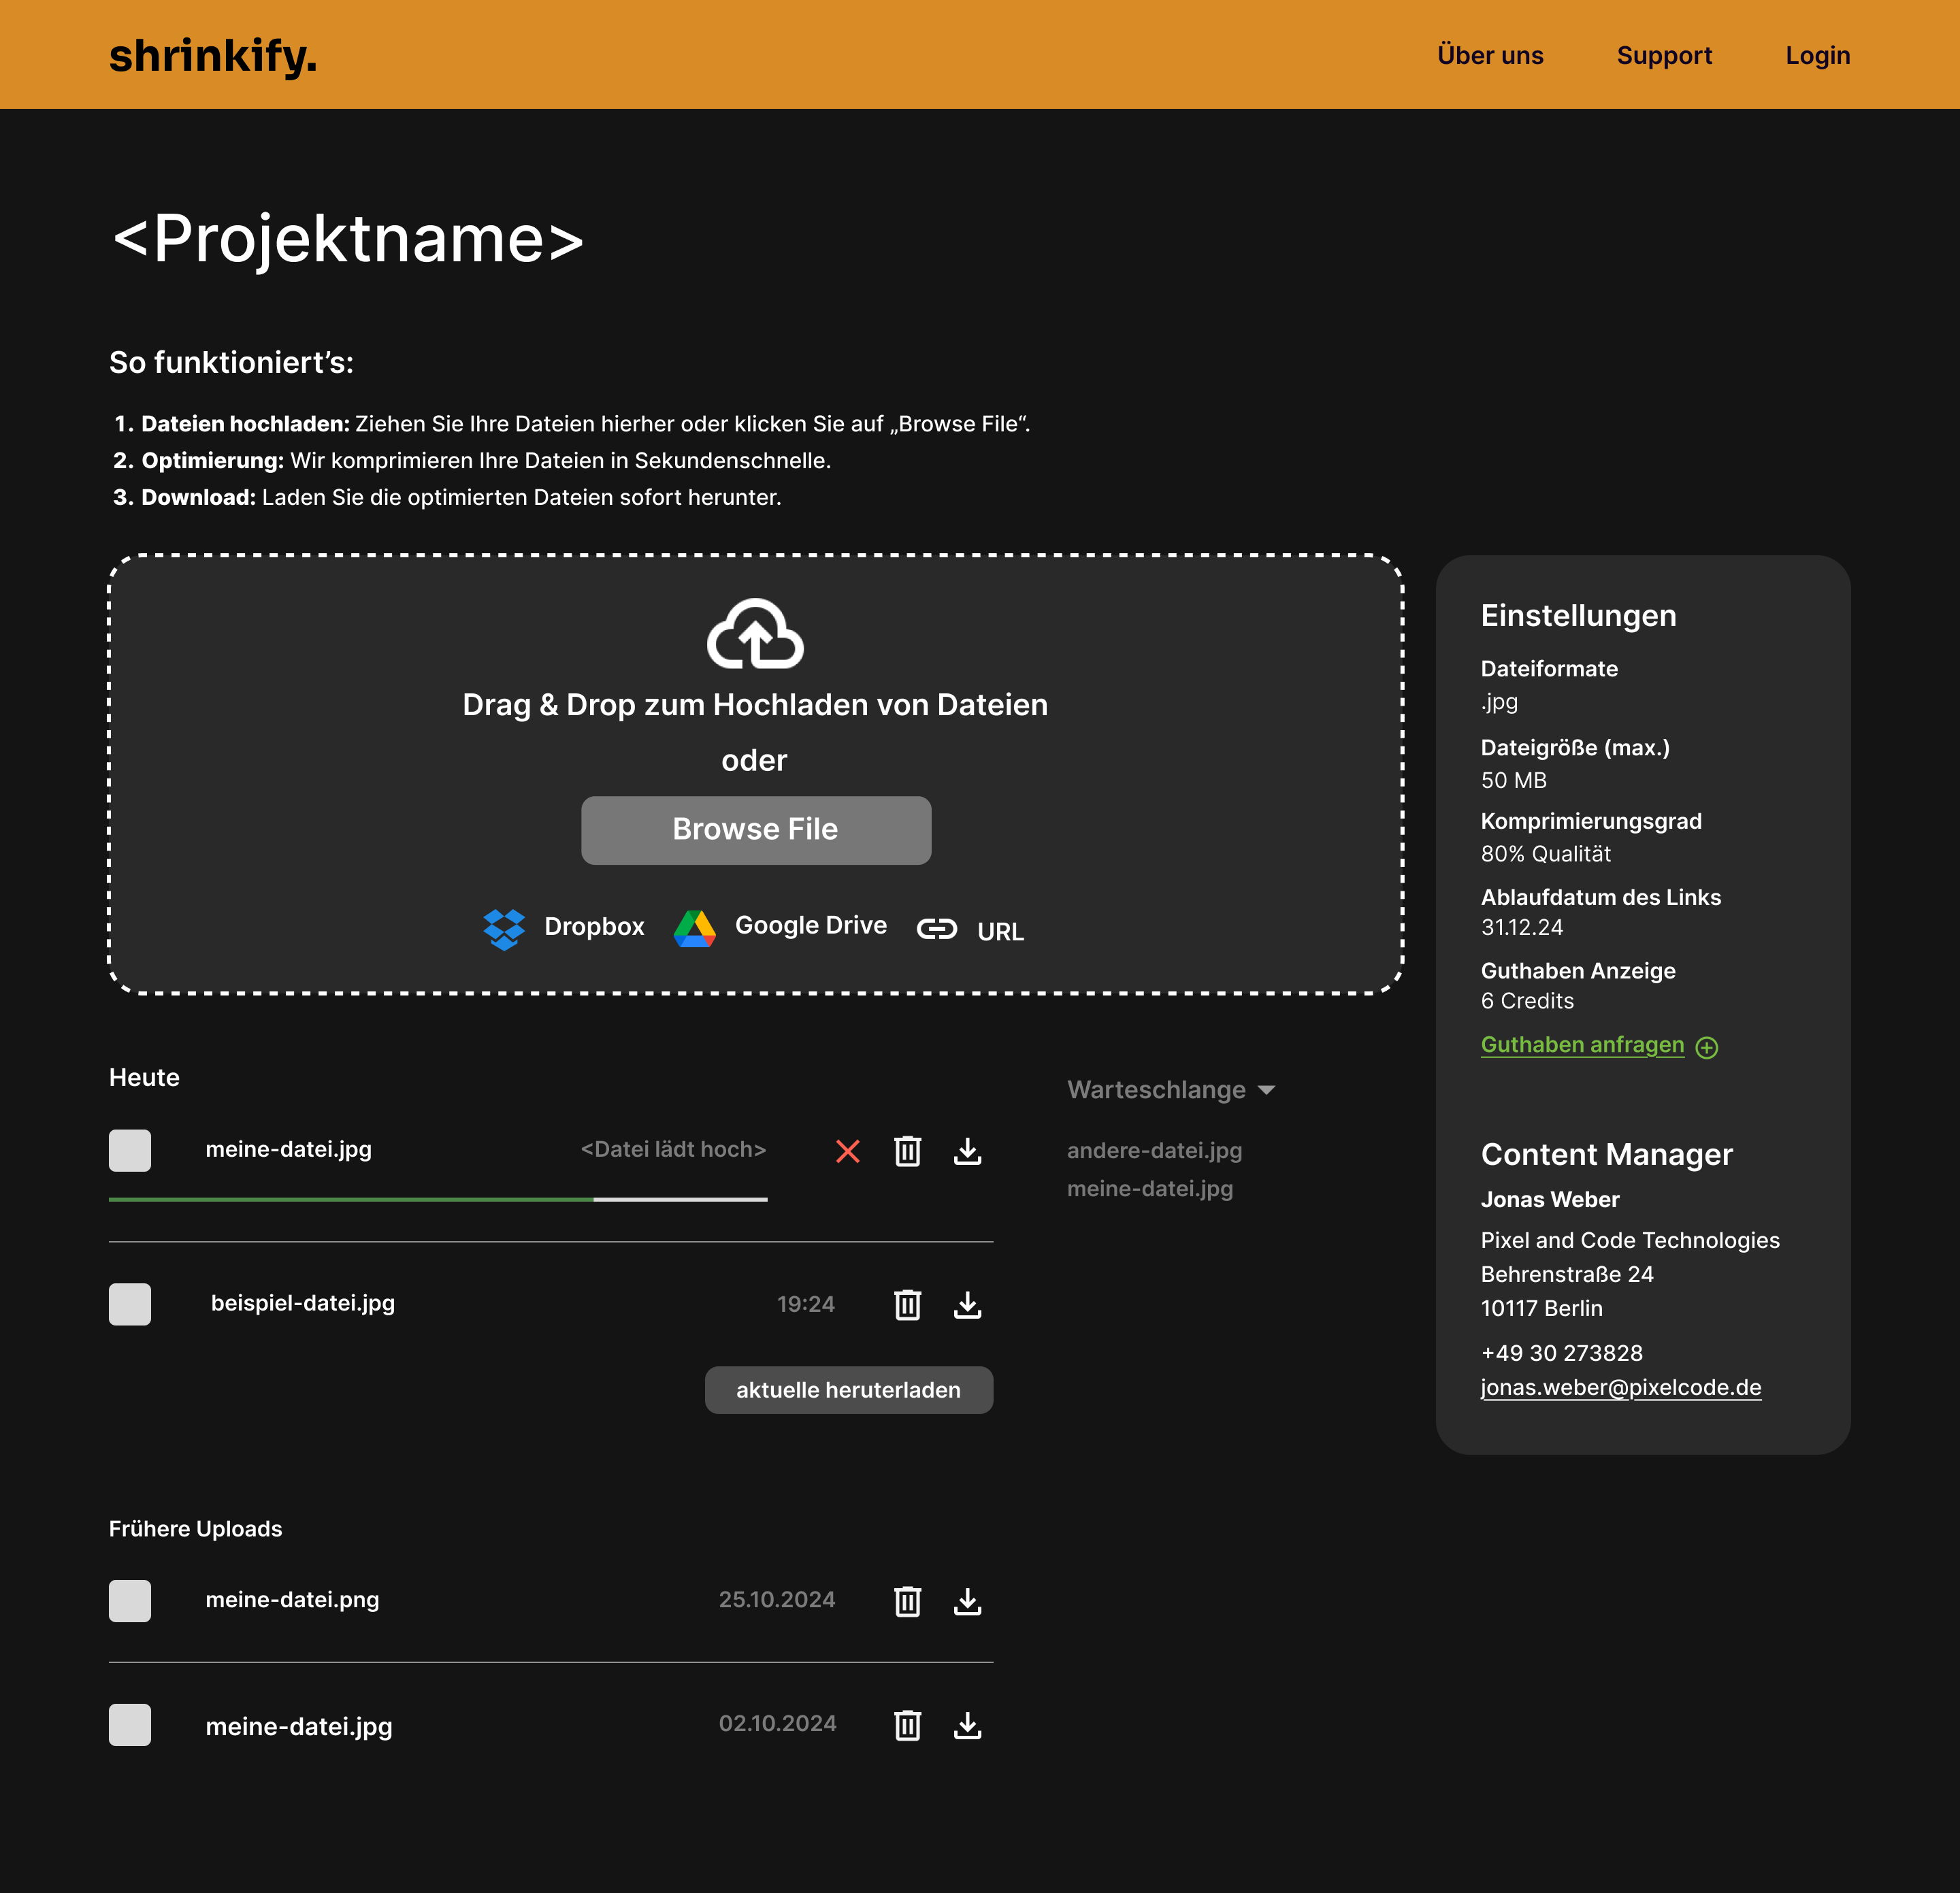 shrinkify.
Über uns
Support
Login
<Projektname>
So funktioniert’s:
1. Dateien hochladen: Ziehen Sie Ihre Dateien hierher oder klicken Sie auf „Browse File“.
2. Optimierung: Wir komprimieren Ihre Dateien in Sekundenschnelle.
3. Download: Laden Sie die optimierten Dateien sofort herunter.
Drag & Drop zum Hochladen von Dateien
oder
Browse File
Dropbox
Google Drive
URL
Einstellungen
Dateiformate
.jpg
Dateigröße (max.)
50 MB
Komprimierungsgrad
80% Qualität
Ablaufdatum des Links
31.12.24
Guthaben Anzeige
6 Credits
Guthaben anfragen
Content Manager
Jonas Weber
Pixel and Code Technologies
Behrenstraße 24
10117 Berlin
+49 30 273828
jonas.weber@pixelcode.de
Heute
meine-datei.jpg
<Datei lädt hoch>
beispiel-datei.jpg
19:24
aktuelle heruterladen
Warteschlange
andere-datei.jpg
meine-datei.jpg
Frühere Uploads
meine-datei.png
25.10.2024
meine-datei.jpg
02.10.2024